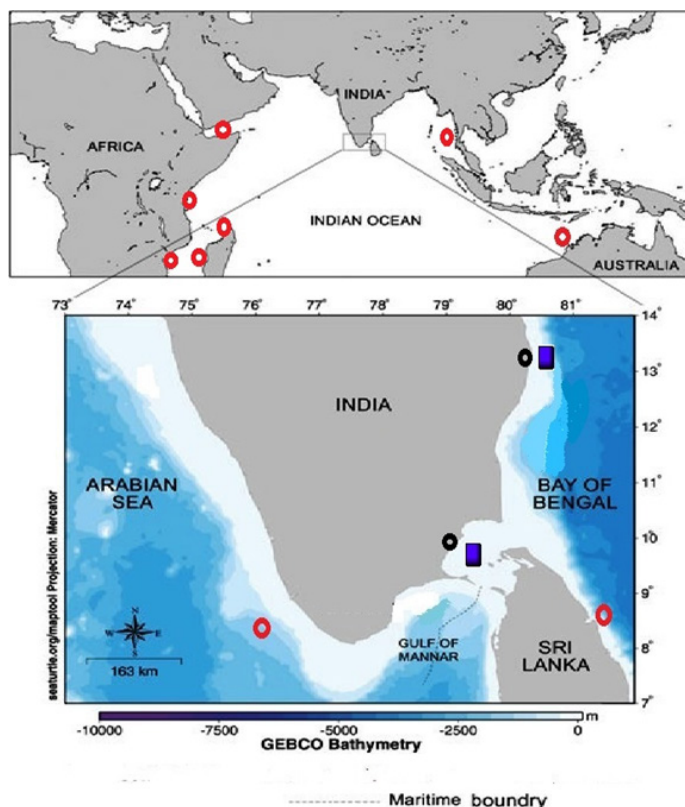 INDIA
AFRICA
INDIAN OCEAN
AUSTRALIA
73° 75° 76° 77° 78° 79° 80° 81°
14°
13°
INDIA
12°
ARABIAN
SEA
BAY OF
BENGAL
11°
10°
9°
N
W E
S
163 km
GULF OF
MANNAR
SRI
LANKA
8°
7°
seaturtle.org/maptool Projection: Mercator
-10000 -7500 -5000 -2500 0 m
GEBCO Bathymetry
Maritime boundry